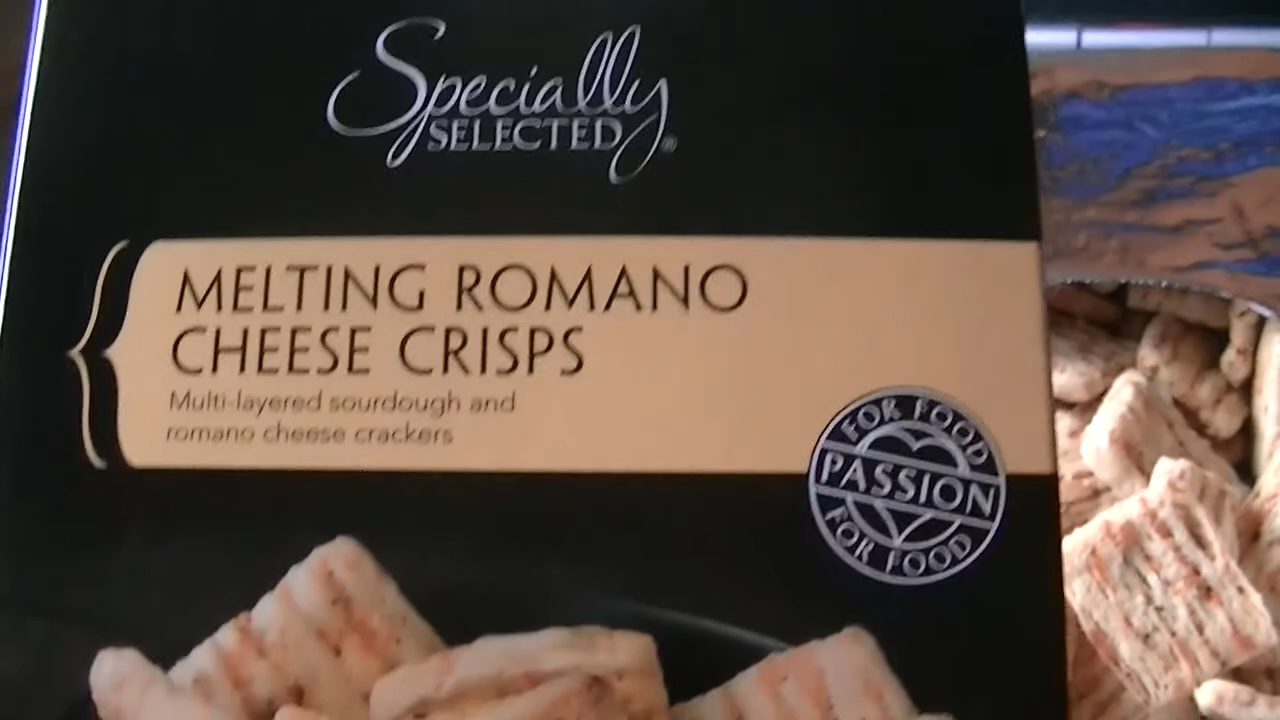 Specially
SELECTED®
MELTING ROMANO
CHEESE CRISPS
Multi-layered sourdough and
romano cheese crackers
FOR FOOD
PASSION
FOR FOOD